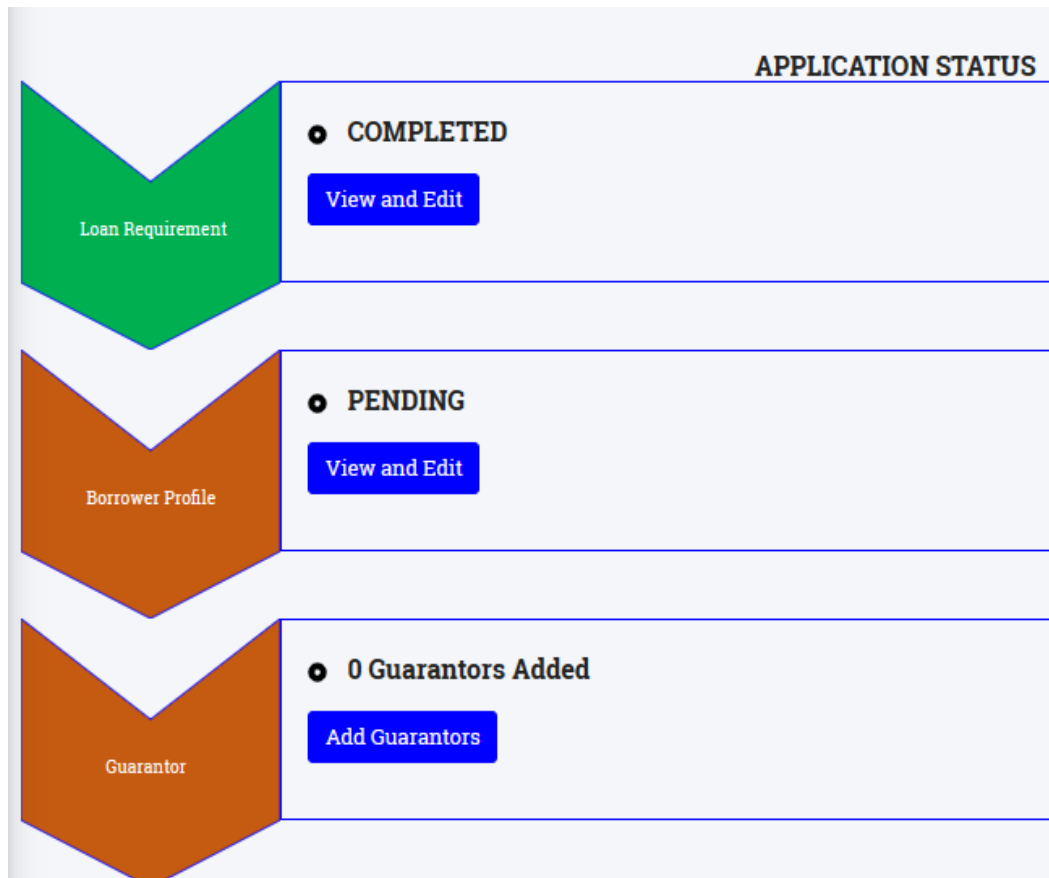 APPLICATION STATUS
COMPLETED
View and Edit
Loan Requirement
PENDING
View and Edit
Borrower Profile
0 Guarantors Added
Add Guarantors
Guarantor